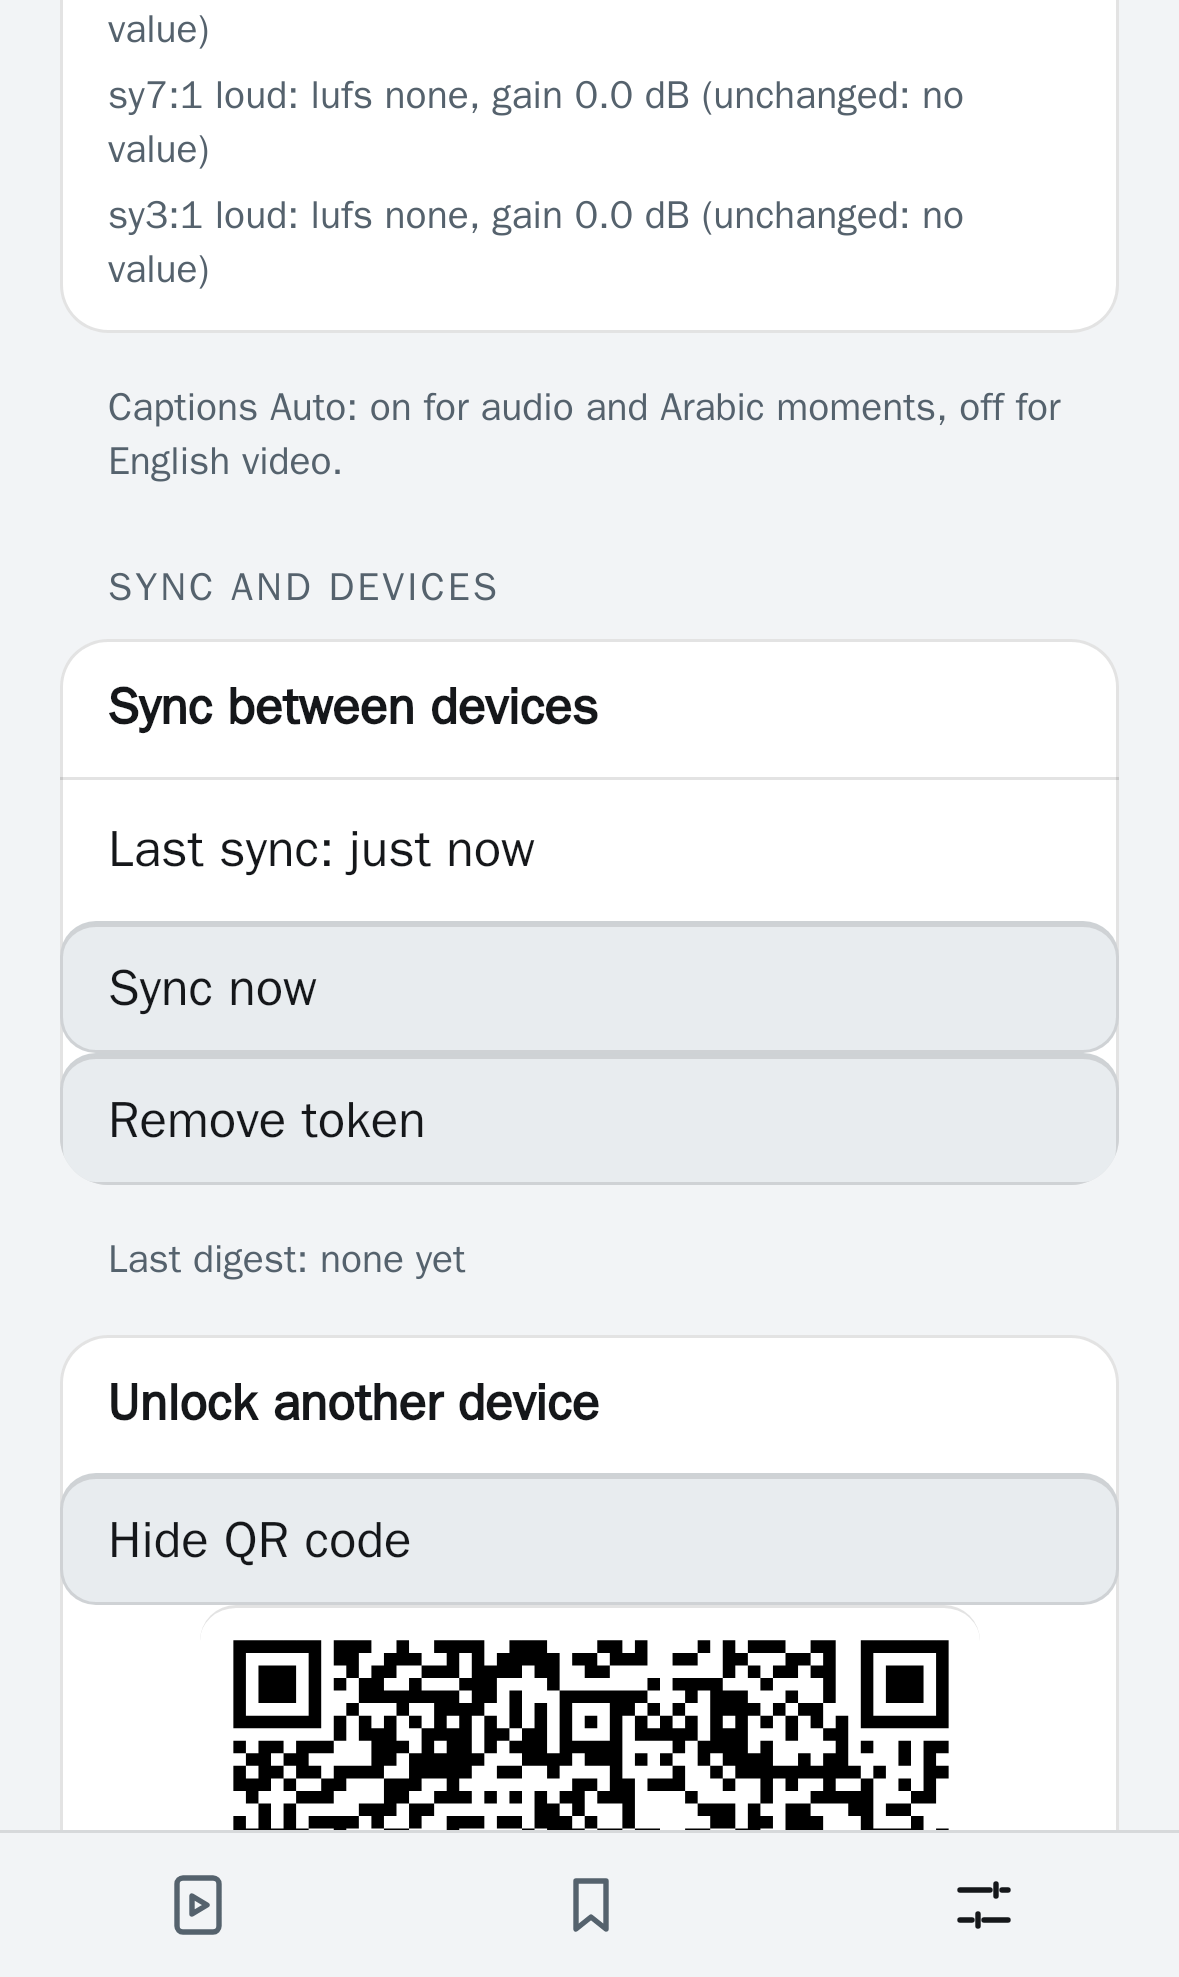 value)
sy7:1 loud: lufs none, gain 0.0 dB (unchanged: no
value)
sy3:1 loud: lufs none, gain 0.0 dB (unchanged: no
value)
Captions Auto: on for audio and Arabic moments, off for
English video.
SYNC AND DEVICES
Sync between devices
Last sync: just now
Sync now
Remove token
Last digest: none yet
Unlock another device
Hide QR code